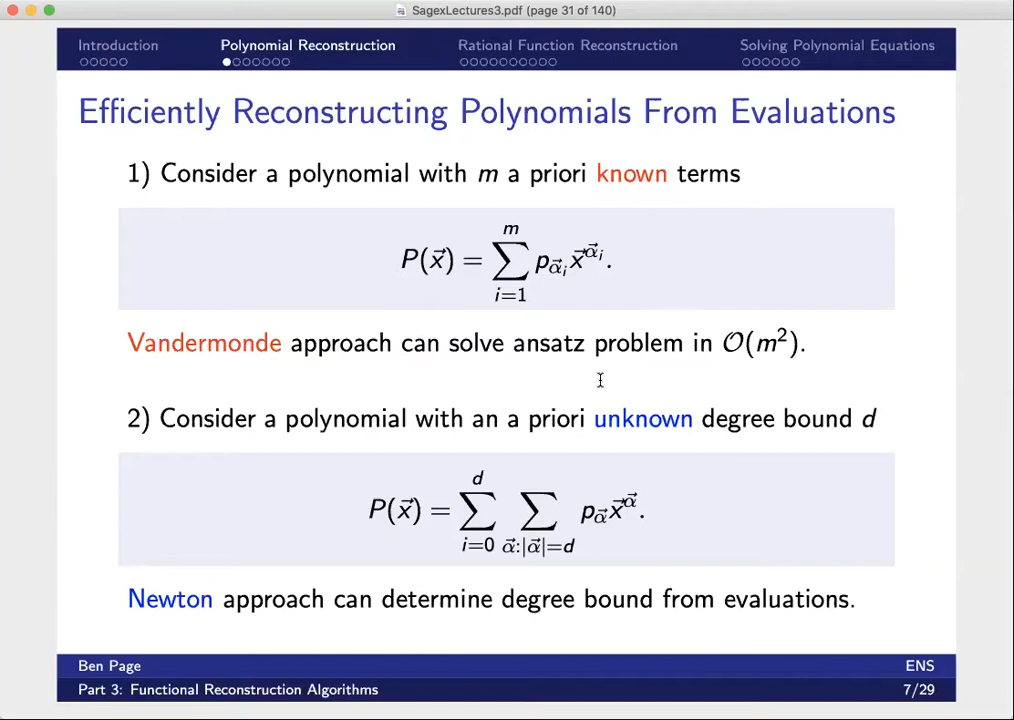 SagexLectures3.pdf (page 31 of 140)
Introduction Polynomial Reconstruction Rational Function Reconstruction Solving Polynomial Equations
Efficiently Reconstructing Polynomials From Evaluations
1) Consider a polynomial with m a priori known terms
P(x⃗) = ∑_{i=1}^{m} p_{α⃗_i} x⃗^{α⃗_i}.
Vandermonde approach can solve ansatz problem in 𝒪(m²).
2) Consider a polynomial with an a priori unknown degree bound d
P(x⃗) = ∑_{i=0}^{d} ∑_{α⃗:|α⃗|=d} p_{α⃗} x⃗^{α⃗}.
Newton approach can determine degree bound from evaluations.
Ben Page ENS
Part 3: Functional Reconstruction Algorithms 7/29